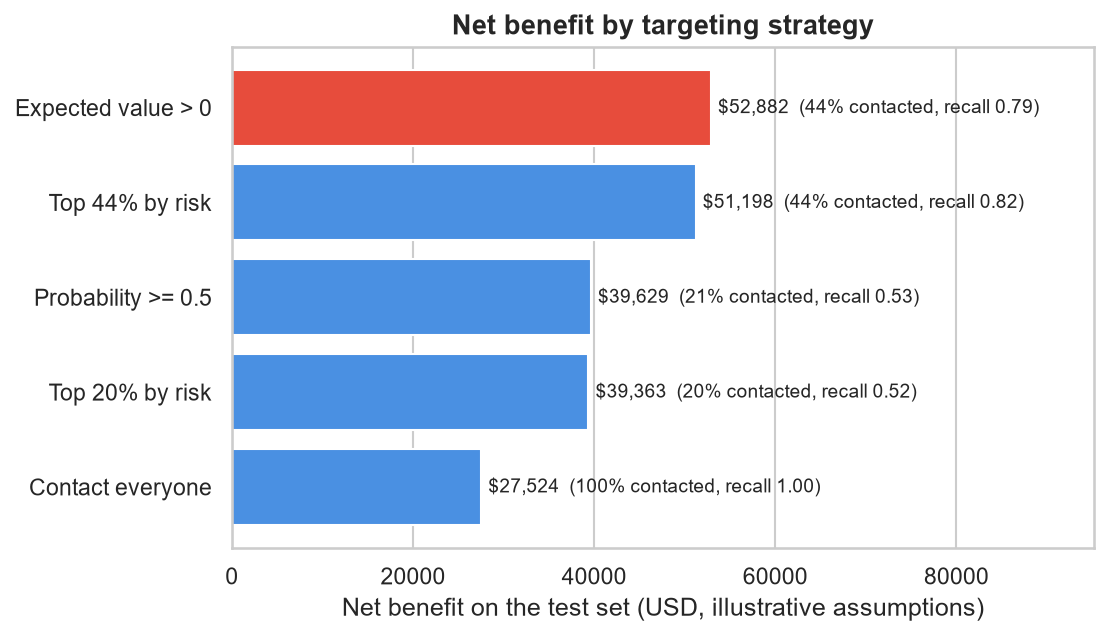 Net benefit by targeting strategy
Expected value > 0
$52,882 (44% contacted, recall 0.79)
Top 44% by risk
$51,198 (44% contacted, recall 0.82)
Probability >= 0.5
$39,629 (21% contacted, recall 0.53)
Top 20% by risk
$39,363 (20% contacted, recall 0.52)
Contact everyone
$27,524 (100% contacted, recall 1.00)
0 20000 40000 60000 80000
Net benefit on the test set (USD, illustrative assumptions)